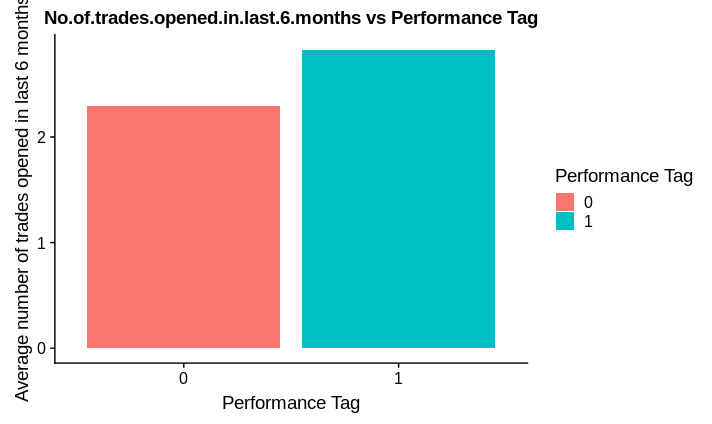 No.of.trades.opened.in.last.6.months vs Performance Tag
Average number of trades opened in last 6 months
2
1
0
0
1
Performance Tag
Performance Tag
0
1